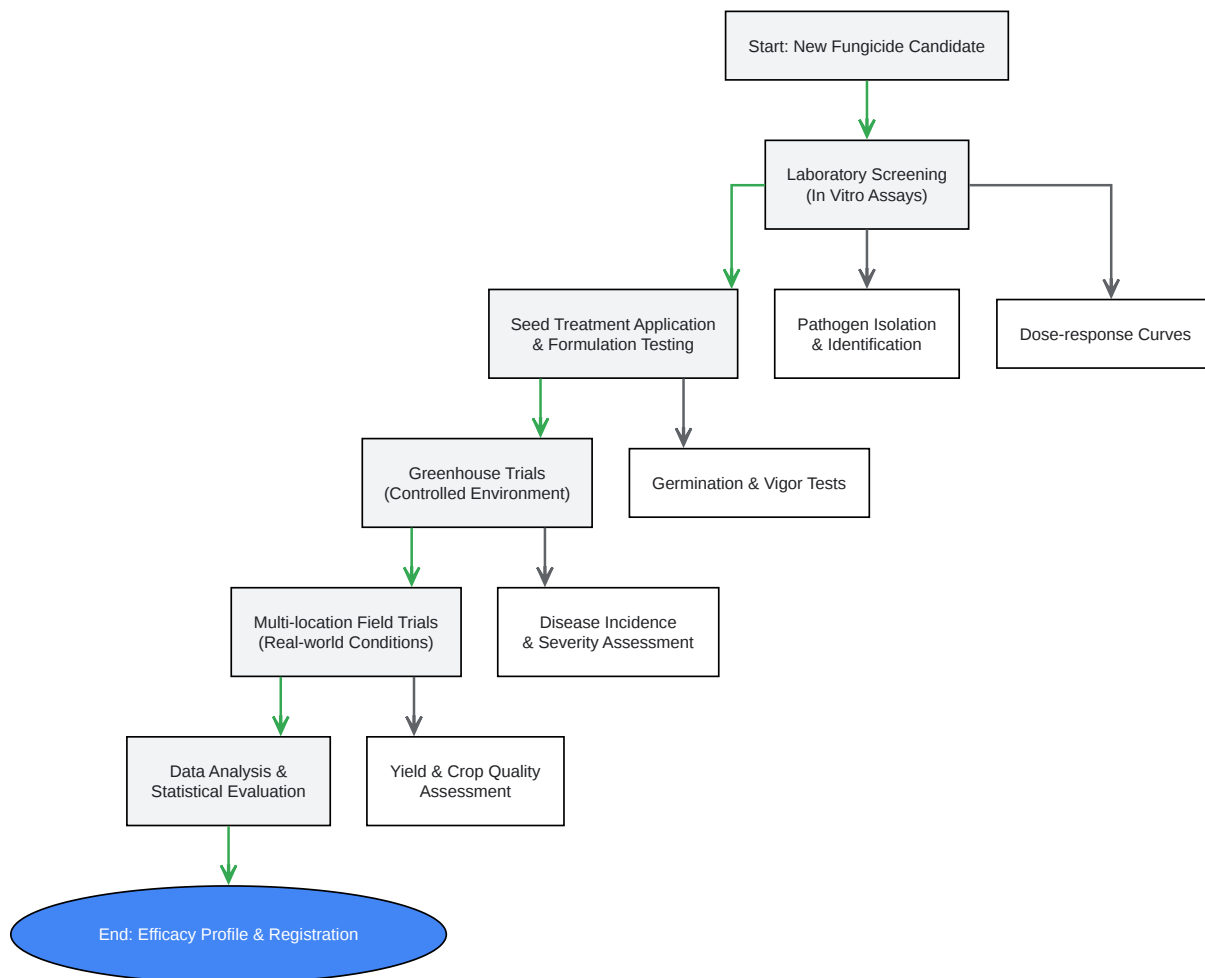 Start: New Fungicide Candidate
Laboratory Screening
(In Vitro Assays)
Seed Treatment Application
& Formulation Testing
Pathogen Isolation
& Identification
Dose-response Curves
Greenhouse Trials
(Controlled Environment)
Germination & Vigor Tests
Multi-location Field Trials
(Real-world Conditions)
Disease Incidence
& Severity Assessment
Data Analysis &
Statistical Evaluation
Yield & Crop Quality
Assessment
End: Efficacy Profile & Registration